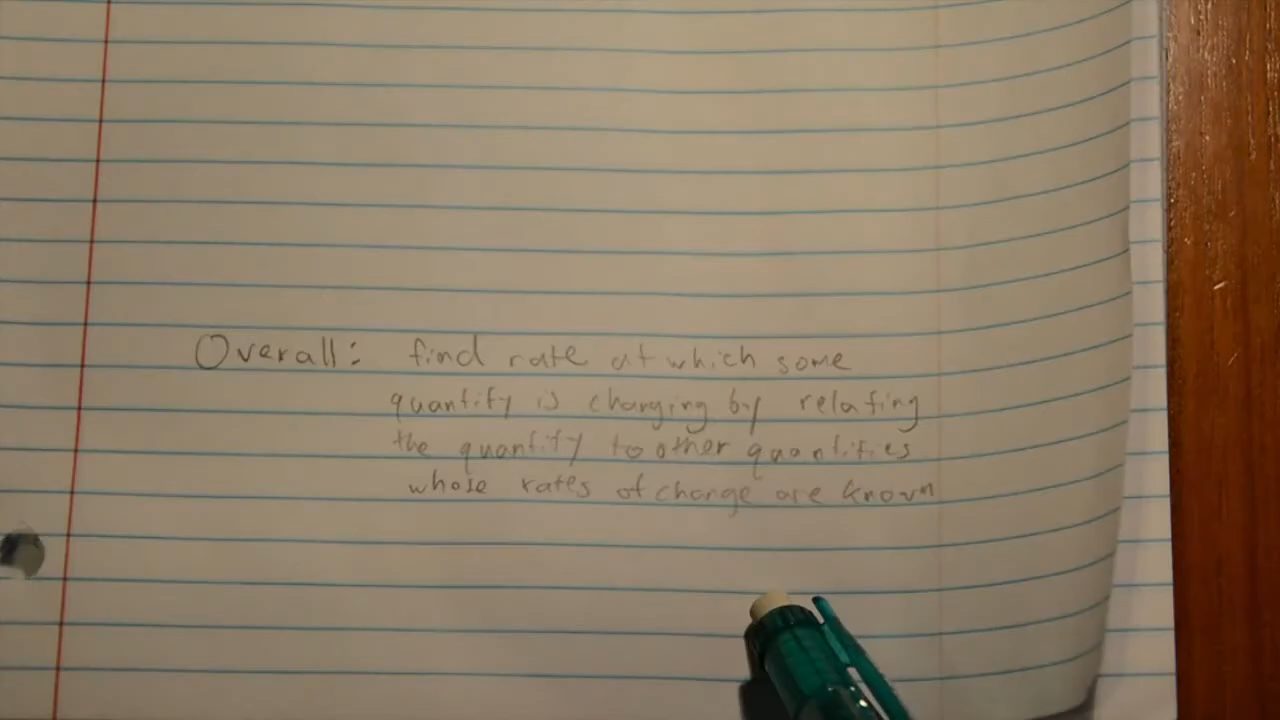 Overall: find rate at which some
quantity is changing by relating
the quantity to other quantities
whose rates of change are known